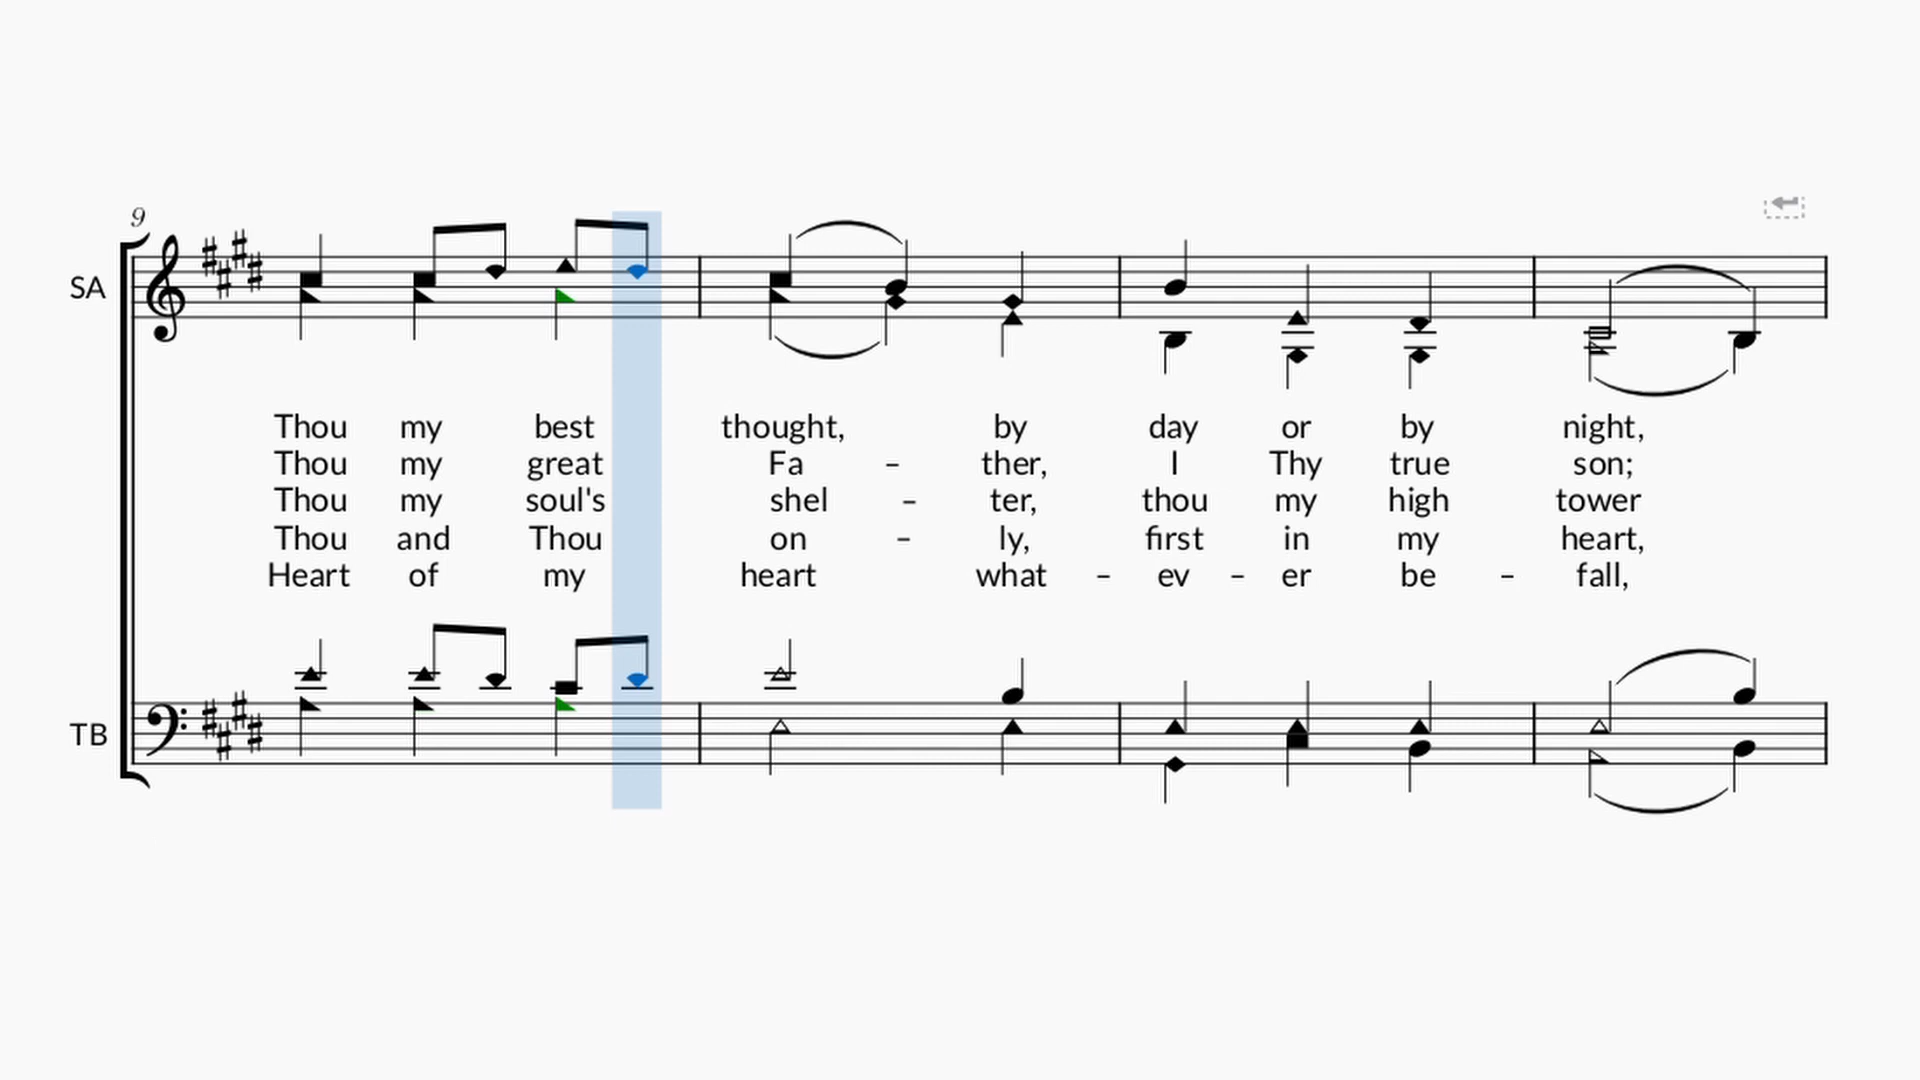 9
SA
Thou my best thought, by day or by night,
Thou my great Fa – ther, I Thy true son;
Thou my soul's shel – ter, thou my high tower
Thou and Thou on – ly, first in my heart,
Heart of my heart what – ev – er be – fall,
TB